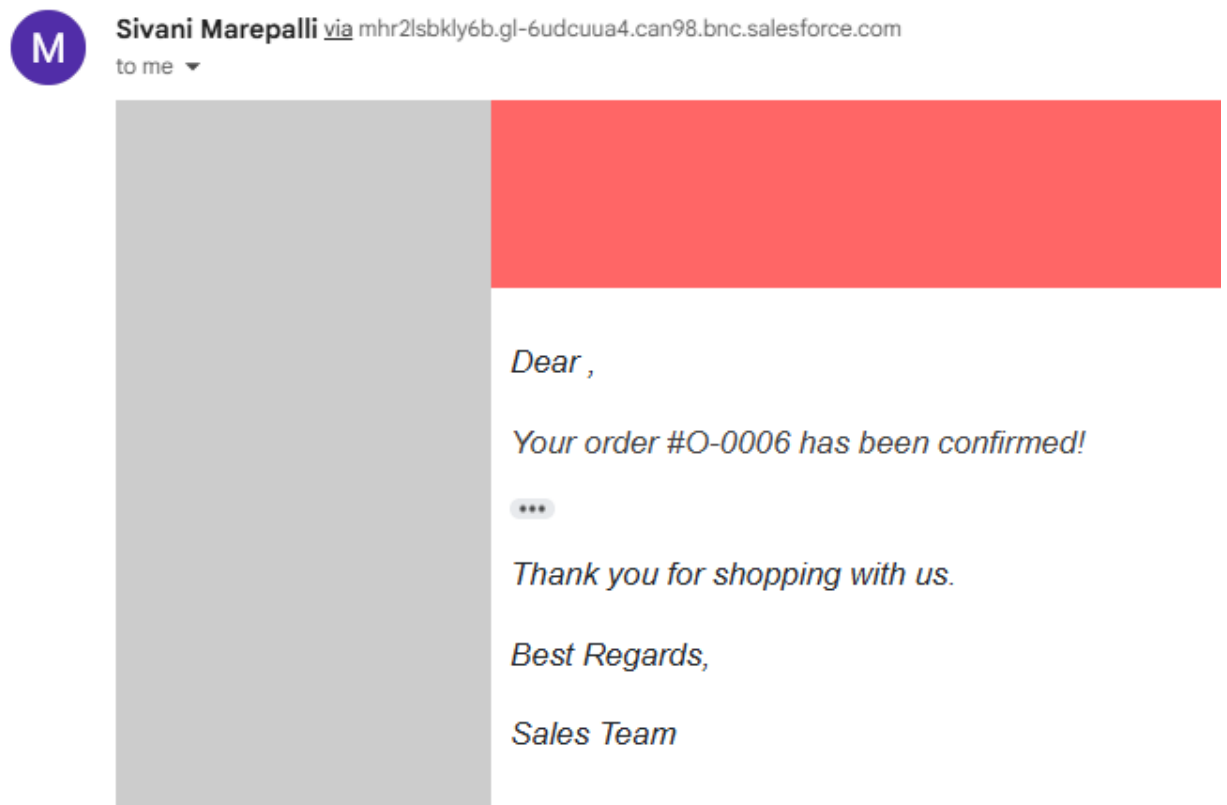 M
Sivani Marepalli via mhr2lsbkly6b.gl-6udcuua4.can98.bnc.salesforce.com
to me
Dear ,
Your order #O-0006 has been confirmed!
Thank you for shopping with us.
Best Regards,
Sales Team